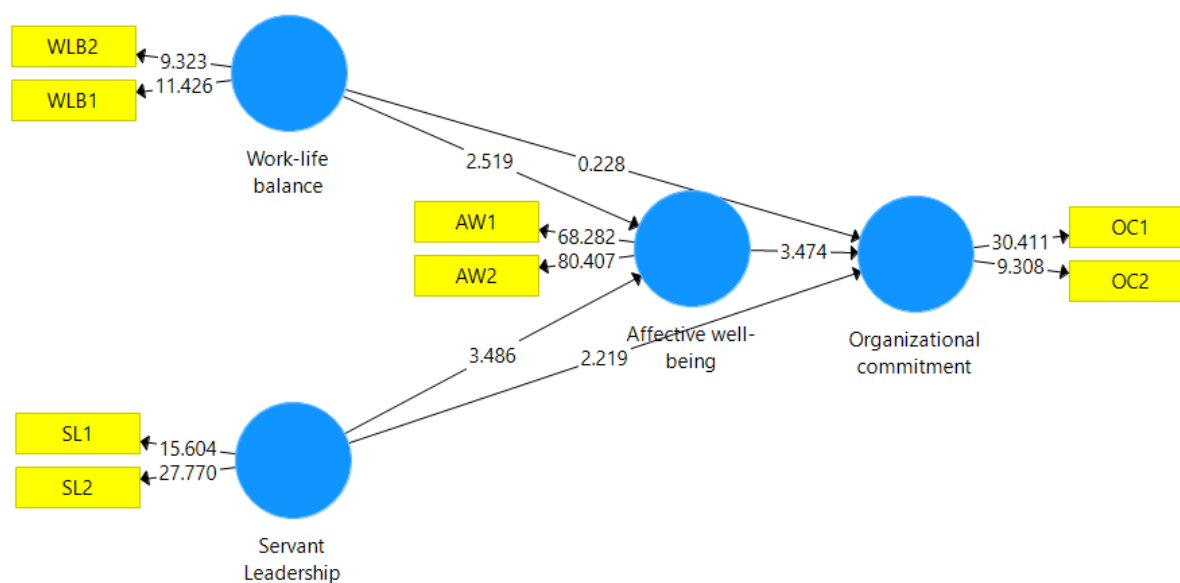 WLB2
9.323
WLB1
11.426
Work-life
balance
2.519
0.228
AW1
68.282
AW2
80.407
3.474
Affective well-
being
OC1
30.411
OC2
9.308
Organizational
commitment
3.486
2.219
SL1
15.604
SL2
27.770
Servant
Leadership